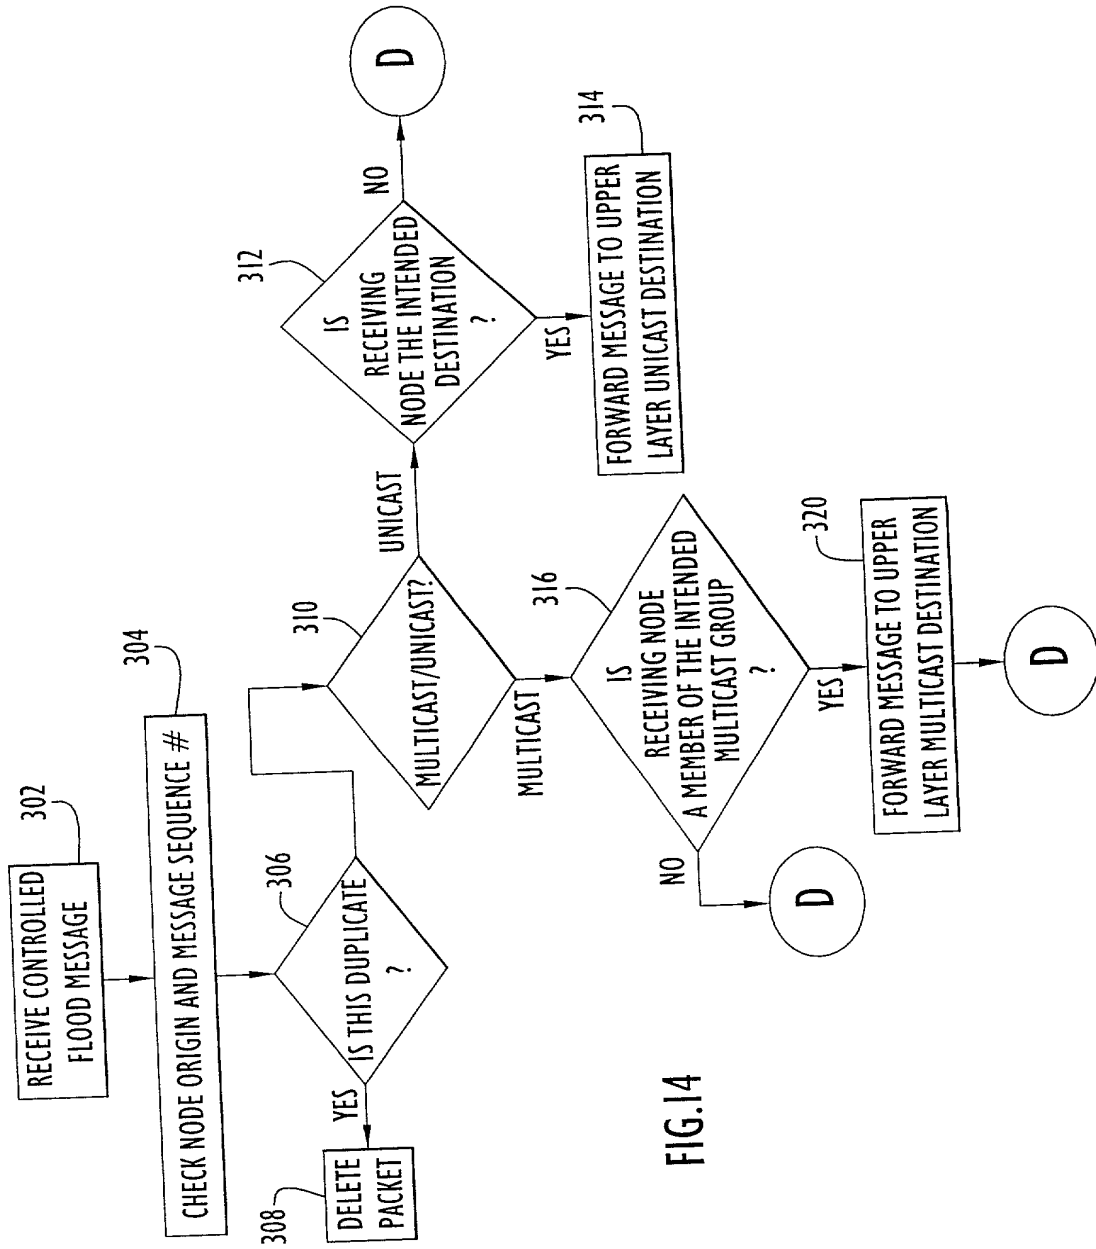 302
RECEIVE CONTROLLED
FLOOD MESSAGE
304
CHECK NODE ORIGIN AND MESSAGE SEQUENCE #
306
IS THIS DUPLICATE
?
YES
308
DELETE
PACKET
310
MULTICAST/UNICAST?
UNICAST
MULTICAST
312
IS
RECEIVING
NODE THE INTENDED
DESTINATION
?
NO
D
YES
314
FORWARD MESSAGE TO UPPER
LAYER UNICAST DESTINATION
316
IS
RECEIVING NODE
A MEMBER OF THE INTENDED
MULTICAST GROUP
?
NO
D
YES
320
FORWARD MESSAGE TO UPPER
LAYER MULTICAST DESTINATION
D
FIG.14